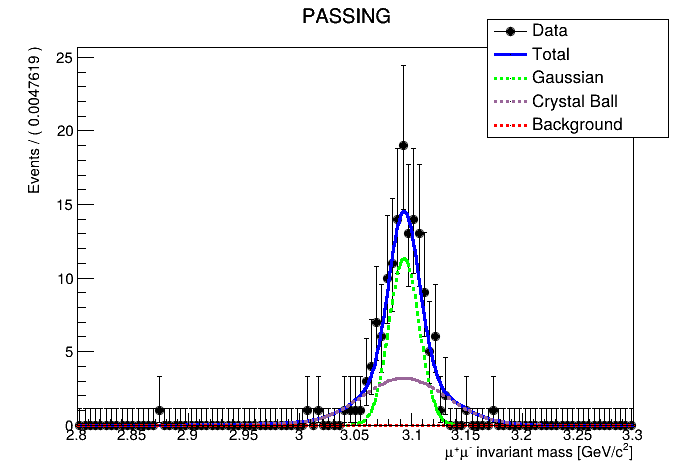 PASSING
Data
Total
Gaussian
Crystal Ball
Background
Events / ( 0.0047619 )
25
20
15
10
5
0
2.8 2.85 2.9 2.95 3 3.05 3.1 3.15 3.2 3.25 3.3
μ⁺μ⁻ invariant mass [GeV/c²]